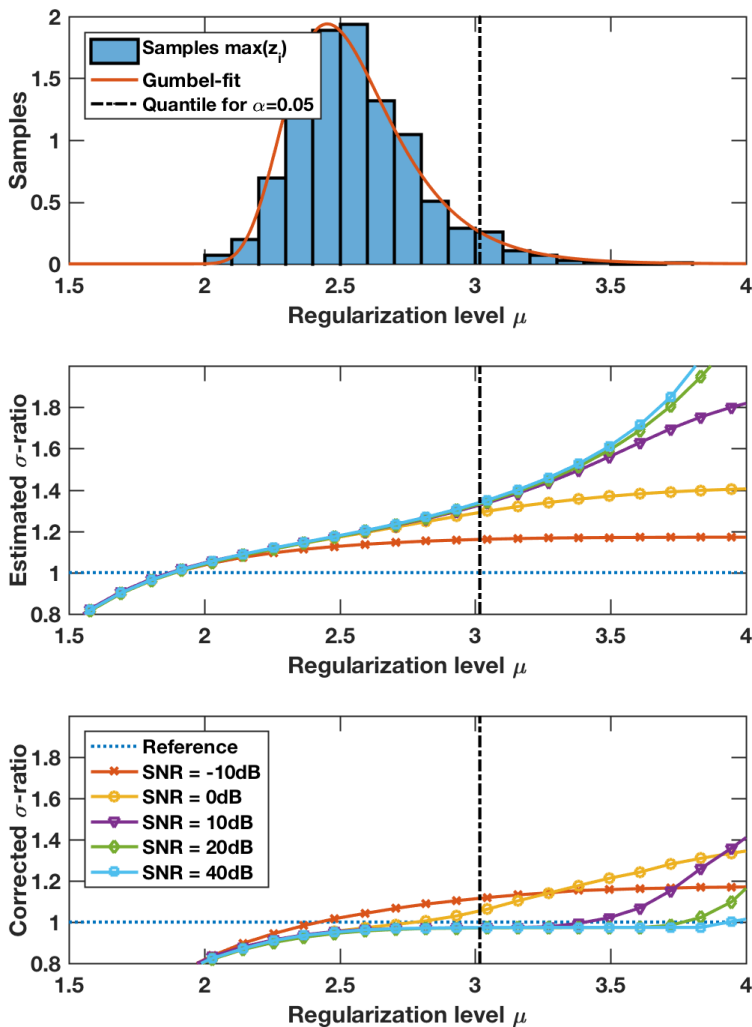 2
1.5
1
0.5
0
Samples
Samples max(z_i)
Gumbel-fit
Quantile for α=0.05
1.5 2 2.5 3 3.5 4
Regularization level μ
1.8
1.6
1.4
1.2
1
0.8
Estimated σ-ratio
1.5 2 2.5 3 3.5 4
Regularization level μ
1.8
1.6
1.4
1.2
1
0.8
Corrected σ-ratio
Reference
SNR = -10dB
SNR = 0dB
SNR = 10dB
SNR = 20dB
SNR = 40dB
1.5 2 2.5 3 3.5 4
Regularization level μ